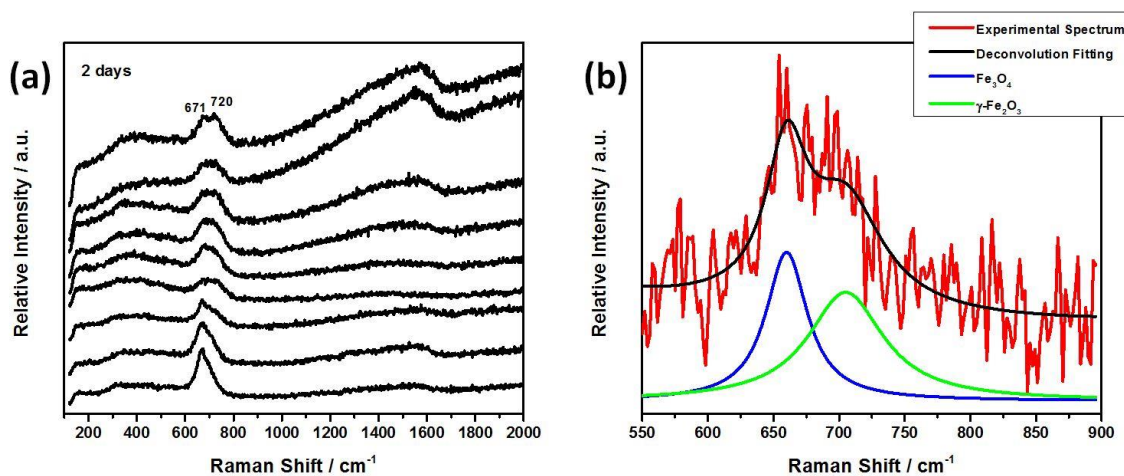 (a)
2 days
671 720
Relative Intensity / a.u.
200 400 600 800 1000 1200 1400 1600 1800 2000
Raman Shift / cm⁻¹
(b)
Experimental Spectrum
Deconvolution Fitting
Fe₃O₄
γ-Fe₂O₃
Relative Intensity / a.u.
550 600 650 700 750 800 850 900
Raman Shift / cm⁻¹